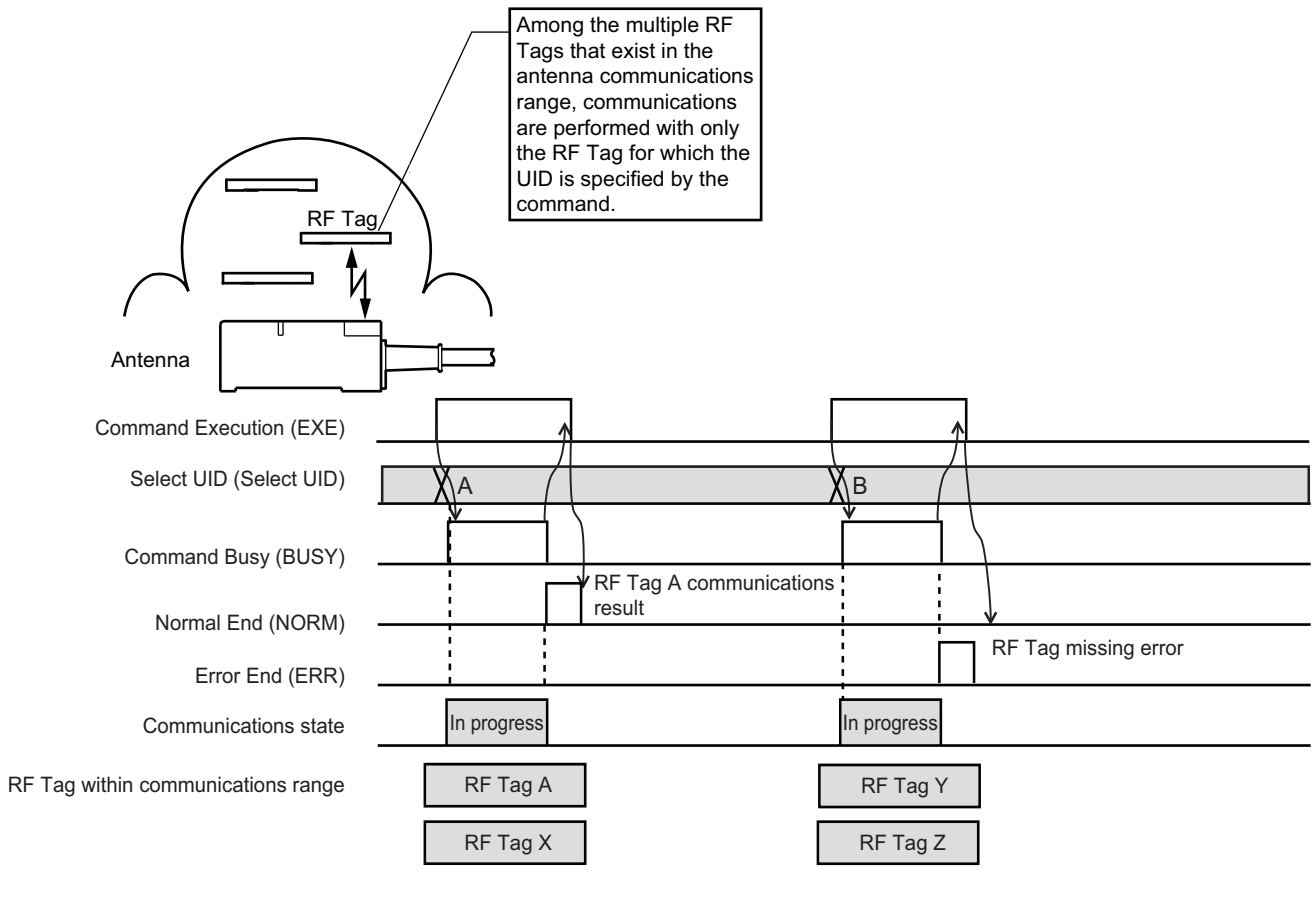 Among the multiple RF
Tags that exist in the
antenna communications
range, communications
are performed with only
the RF Tag for which the
UID is specified by the
command.
RF Tag
Antenna
Command Execution (EXE)
Select UID (Select UID)
A
B
Command Busy (BUSY)
RF Tag A communications
result
Normal End (NORM)
RF Tag missing error
Error End (ERR)
Communications state
In progress
In progress
RF Tag within communications range
RF Tag A
RF Tag Y
RF Tag X
RF Tag Z